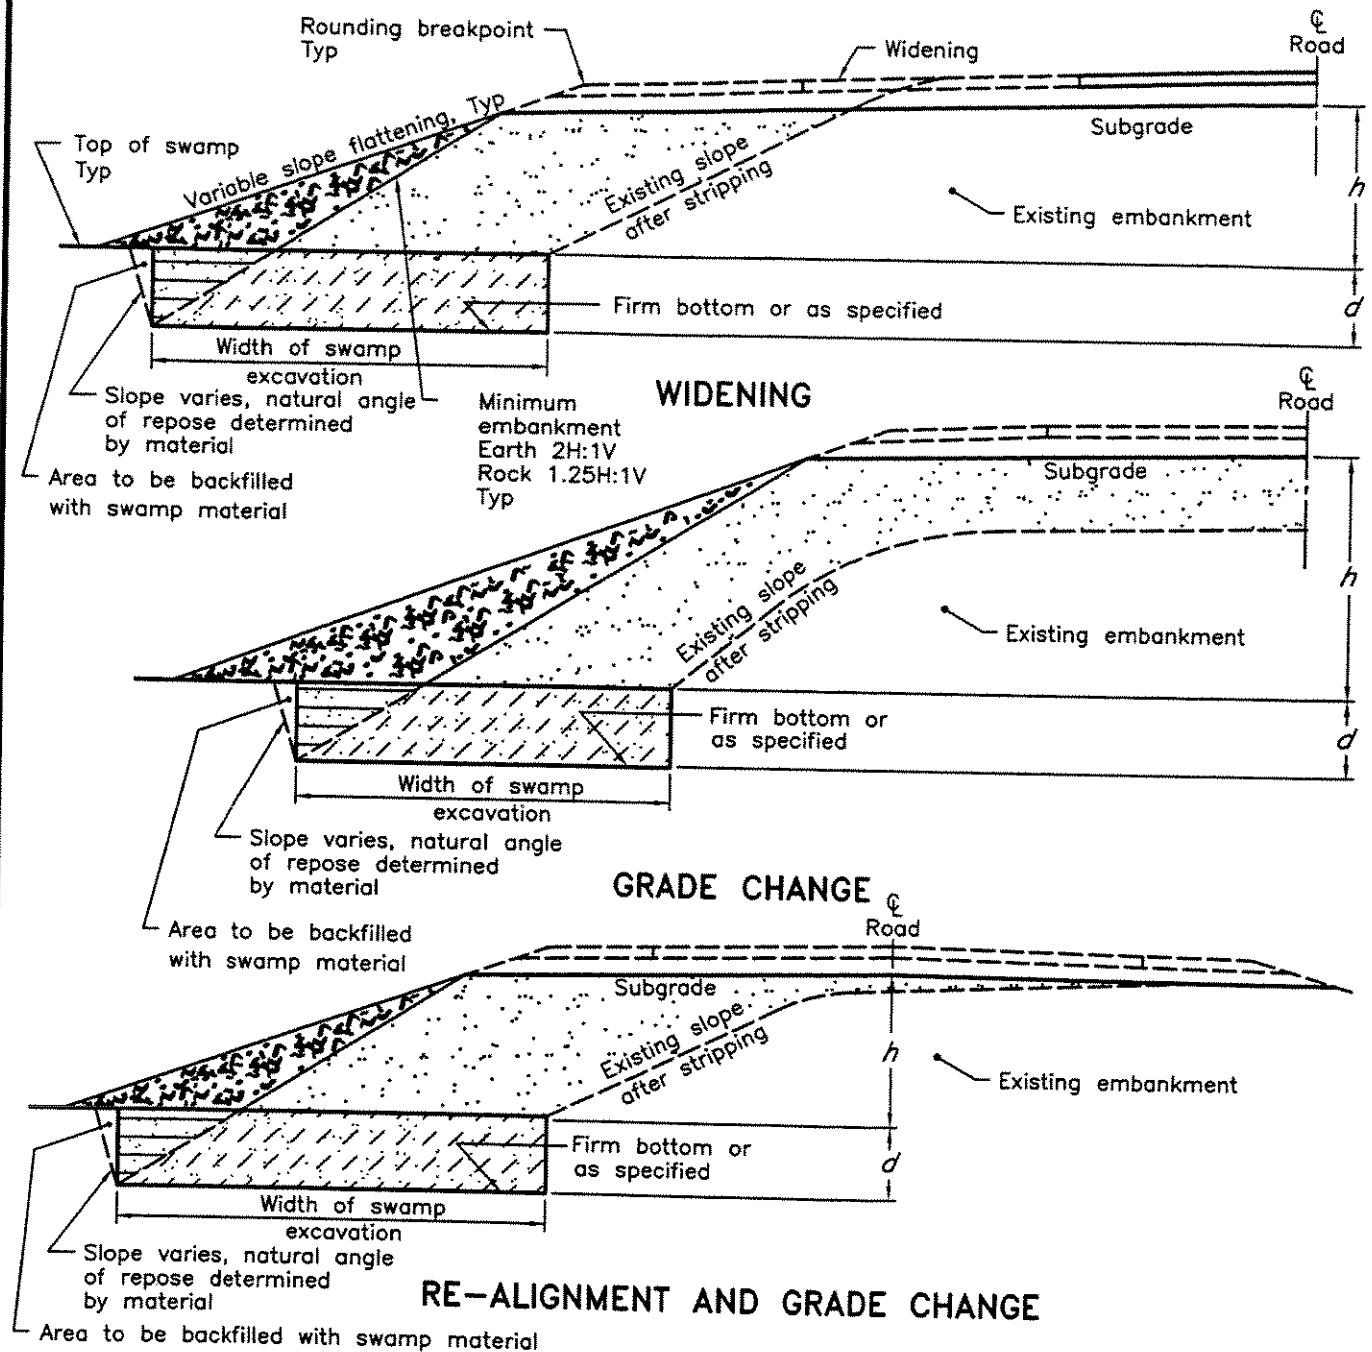 Rounding breakpoint
Typ
Widening
℄
Road
Top of swamp
Typ
Variable slope flattening, Typ
Subgrade
Existing slope
after stripping
Existing embankment
h
Firm bottom or as specified
d
Width of swamp
excavation
Slope varies, natural angle
of repose determined
by material
Area to be backfilled
with swamp material
Minimum
embankment
Earth 2H:1V
Rock 1.25H:1V
Typ
WIDENING
℄
Road
Subgrade
Existing slope
after stripping
Existing embankment
h
Firm bottom or
as specified
d
Width of swamp
excavation
Slope varies, natural angle
of repose determined
by material
Area to be backfilled
with swamp material
GRADE CHANGE
℄
Road
Subgrade
Existing slope
after stripping
h
Existing embankment
Firm bottom or
as specified
d
Width of swamp
excavation
Slope varies, natural angle
of repose determined
by material
Area to be backfilled with swamp material
RE-ALIGNMENT AND GRADE CHANGE